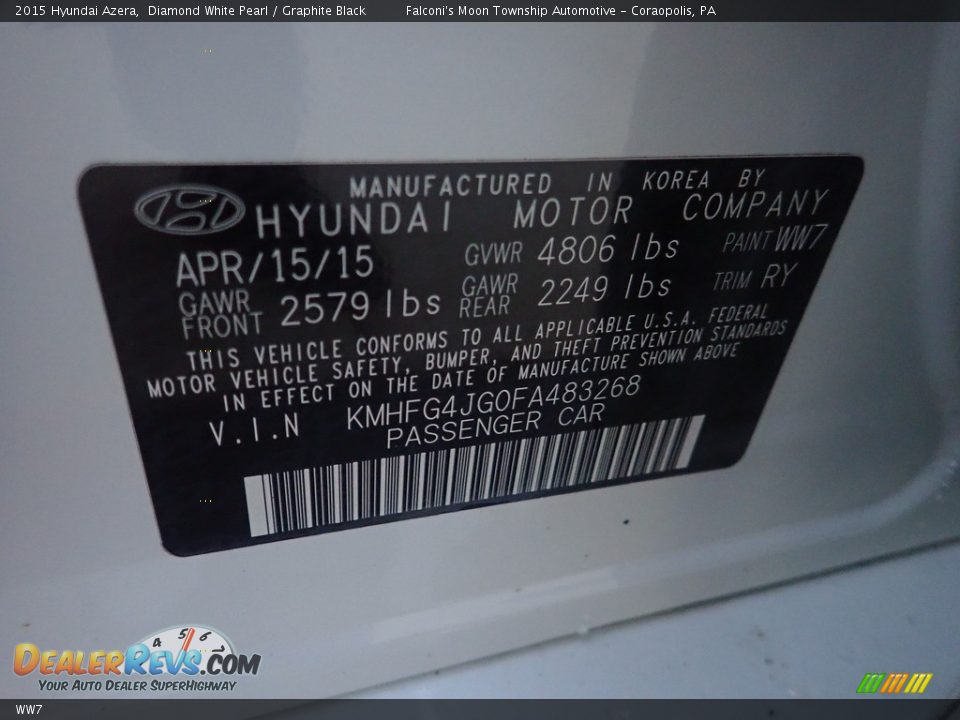 2015 Hyundai Azera, Diamond White Pearl / Graphite Black Falconi's Moon Township Automotive - Coraopolis, PA
MANUFACTURED IN KOREA BY
HYUNDAI MOTOR COMPANY
APR/15/15 GVWR 4806 lbs PAINT WW7
GAWR FRONT 2579 lbs GAWR REAR 2249 lbs TRIM RY
THIS VEHICLE CONFORMS TO ALL APPLICABLE U.S.A. FEDERAL
MOTOR VEHICLE SAFETY, BUMPER, AND THEFT PREVENTION STANDARDS
IN EFFECT ON THE DATE OF MANUFACTURE SHOWN ABOVE
V.I.N KMHFG4JG0FA483268
PASSENGER CAR
4 5 6
DEALERREVS.COM
YOUR AUTO DEALER SUPERHIGHWAY
WW7